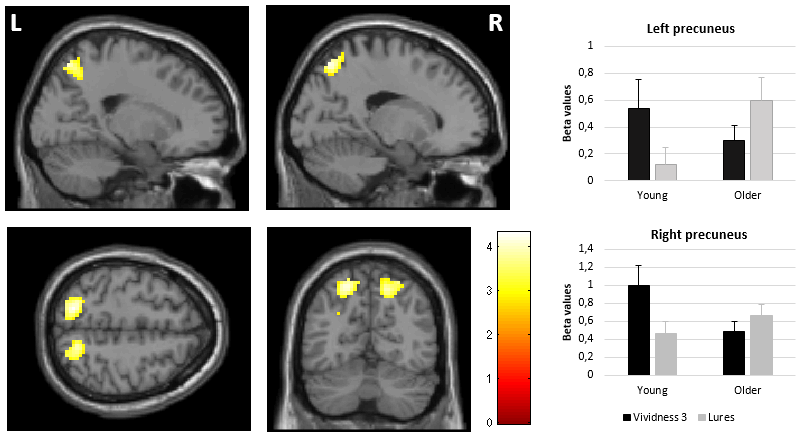 L
R
4
3
2
1
0
Left precuneus
Beta values
1
0,8
0,6
0,4
0,2
0
Young
Older
Right precuneus
Beta values
1,4
1,2
1
0,8
0,6
0,4
0,2
0
Young
Older
Vividness 3
Lures